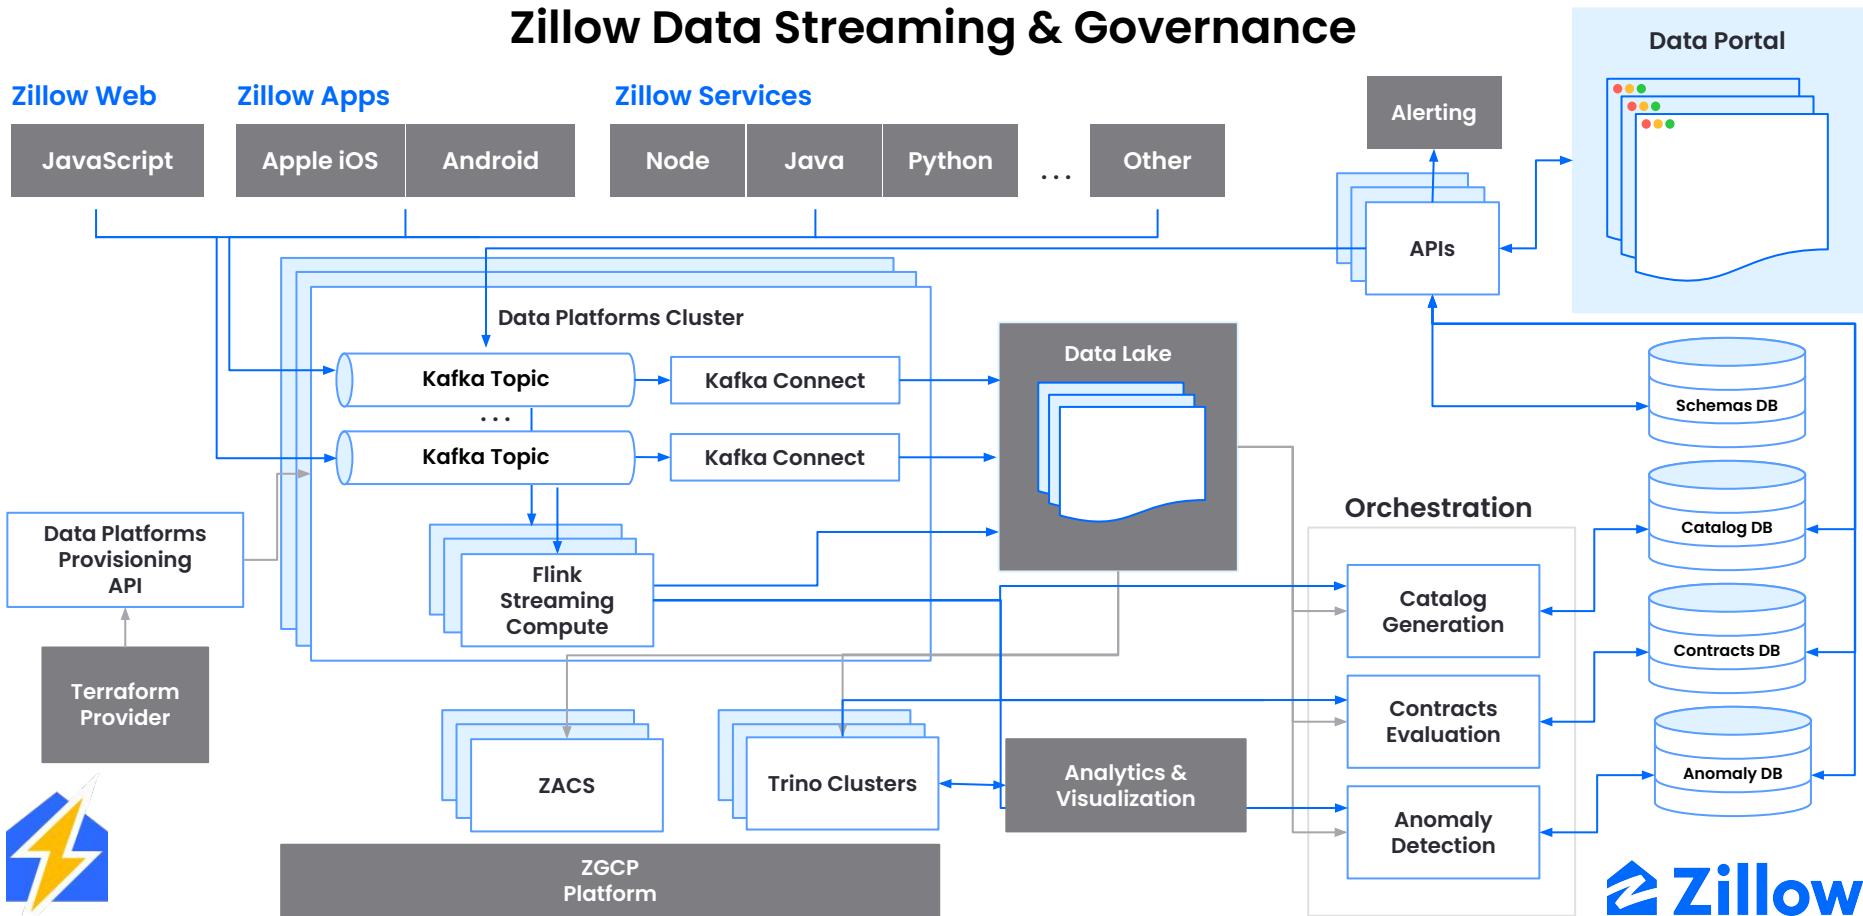 Zillow Data Streaming & Governance
Data Portal
Zillow Web
Zillow Apps
Zillow Services
Alerting
JavaScript
Apple iOS
Android
Node
Java
Python
...
Other
APIs
Data Platforms Cluster
Kafka Topic
Kafka Connect
...
Kafka Topic
Kafka Connect
Data Lake
Schemas DB
Catalog DB
Contracts DB
Anomaly DB
Orchestration
Data Platforms
Provisioning
API
Flink
Streaming
Compute
Catalog
Generation
Contracts
Evaluation
Anomaly
Detection
Terraform
Provider
ZACS
Trino Clusters
Analytics &
Visualization
ZGCP
Platform
Zillow